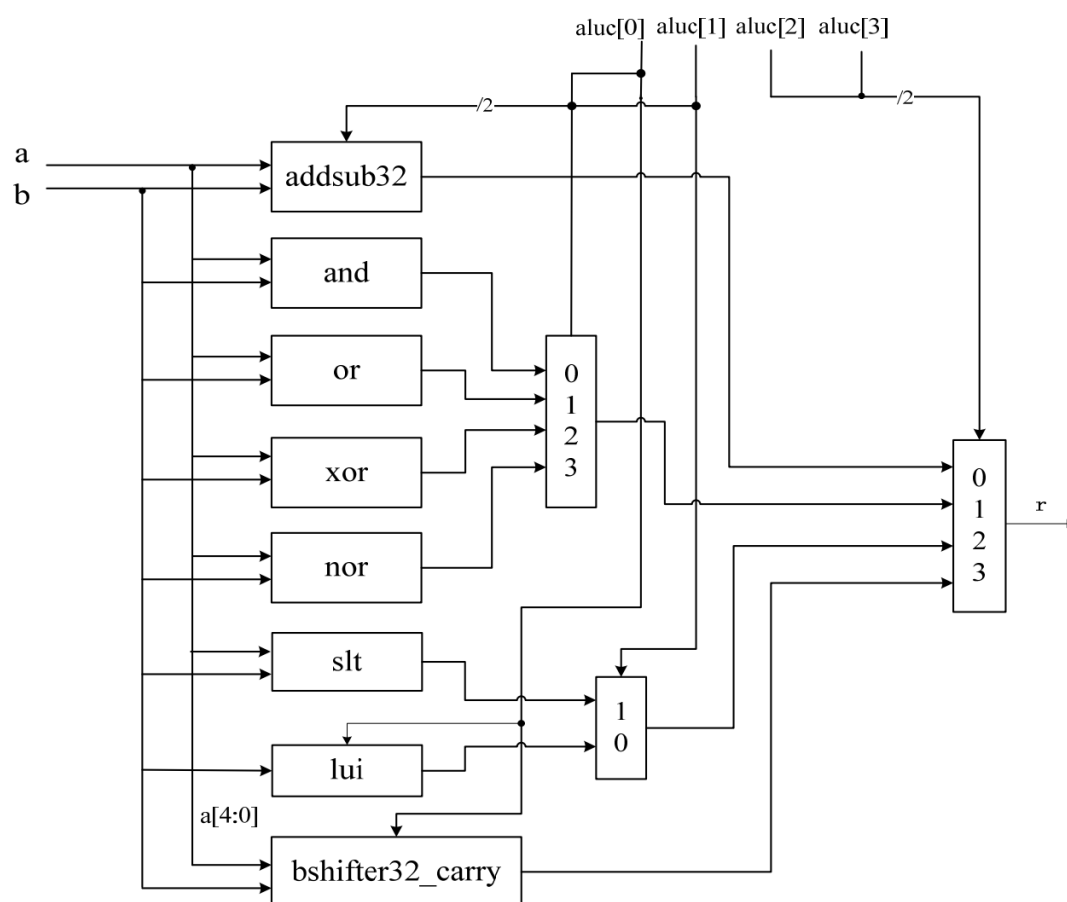 aluc[0] aluc[1] aluc[2] aluc[3]
/2
/2
a
b
addsub32
and
or
xor
nor
0
1
2
3
0
1
2
3
r
slt
lui
1
0
a[4:0]
bshifter32_carry